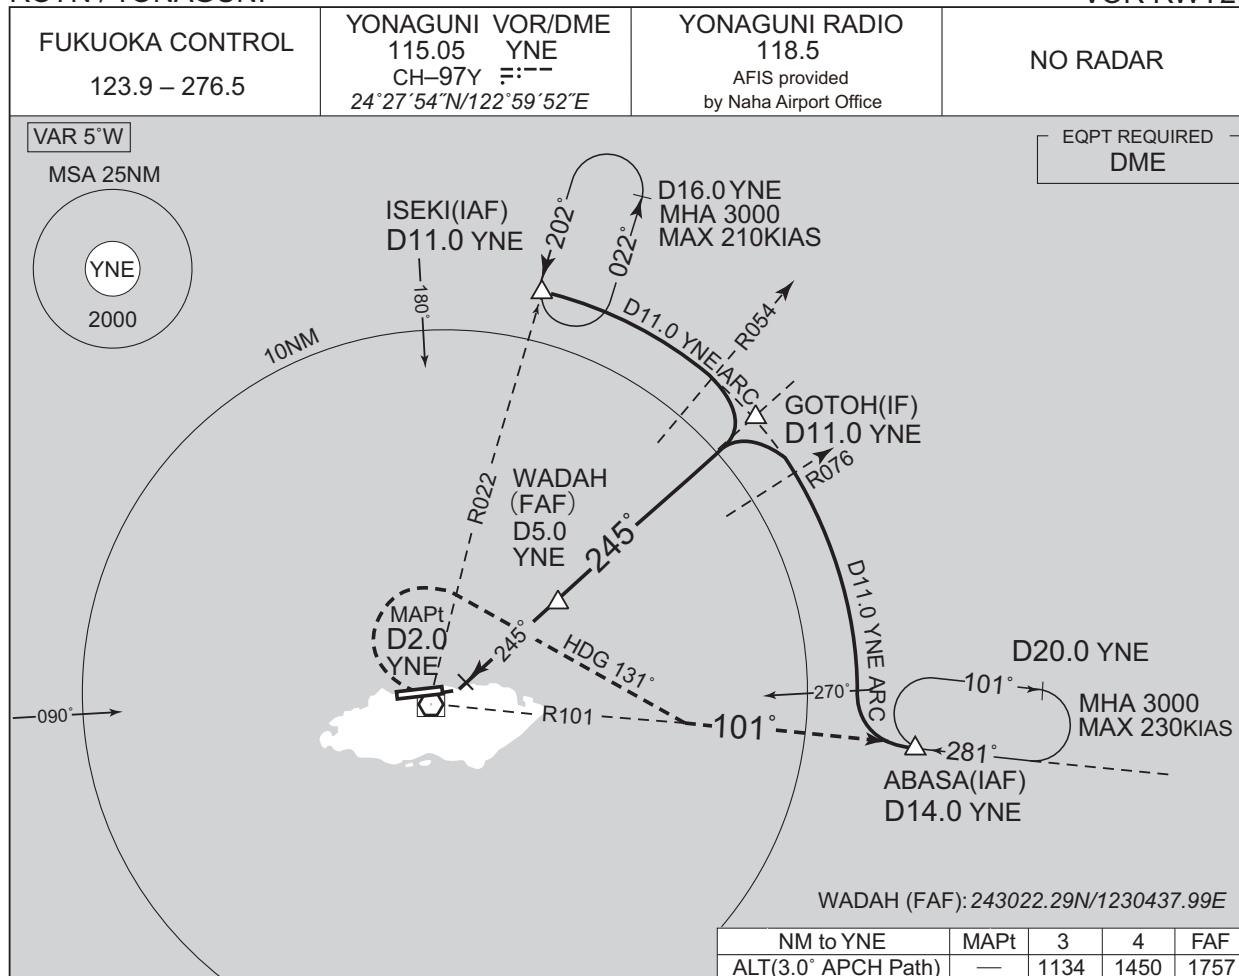 FUKUOKA CONTROL
123.9 – 276.5
YONAGUNI VOR/DME
115.05 YNE
CH–97Y
24˚27´54˝N/122˚59´52˝E
YONAGUNI RADIO
118.5
AFIS provided
by Naha Airport Office
NO RADAR
VAR 5˚W
MSA 25NM
YNE
2000
EQPT REQUIRED
DME
ISEKI(IAF)
D11.0 YNE
202˚
022˚
D16.0 YNE
MHA 3000
MAX 210KIAS
180˚
10NM
D11.0 YNE ARC
R054
GOTOH(IF)
D11.0 YNE
R076
R022
WADAH
(FAF)
D5.0
YNE
245˚
245˚
D11.0 YNE ARC
MAPt
D2.0
YNE
HDG 131˚
D20.0 YNE
101˚
MHA 3000
MAX 230KIAS
090˚
270˚
R101
101˚
281˚
ABASA(IAF)
D14.0 YNE
WADAH (FAF): 243022.29N/1230437.99E
NM to YNE MAPt 3 4 FAF
ALT(3.0˚ APCH Path) — 1134 1450 1757